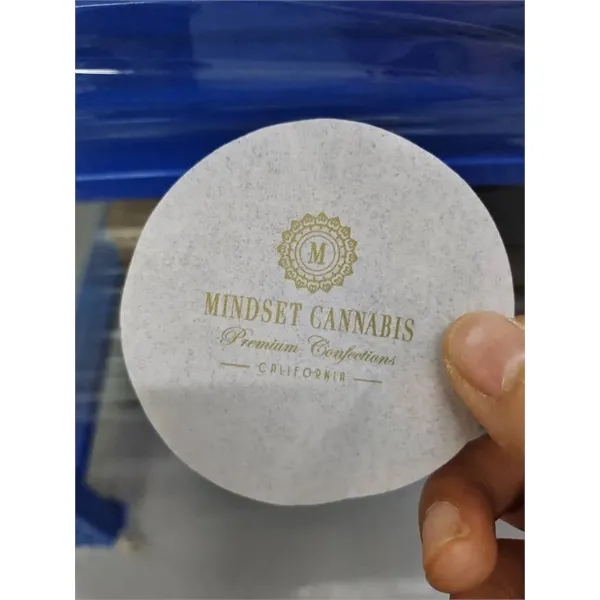 M
MINDSET CANNABIS
Premium Confections
CALIFORNIA